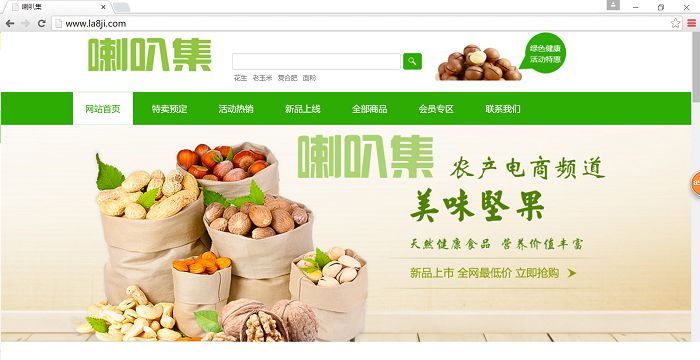 喇叭集
www.la8ji.com
喇叭集
花生 老玉米 复合肥 面粉
绿色健康
活动特惠
网站首页 特卖预定 活动热销 新品上线 全部商品 会员专区 联系我们
喇叭集 农产电商频道
美味坚果
天然健康食品 营养价值丰富
新品上市 全网最低价 立即抢购